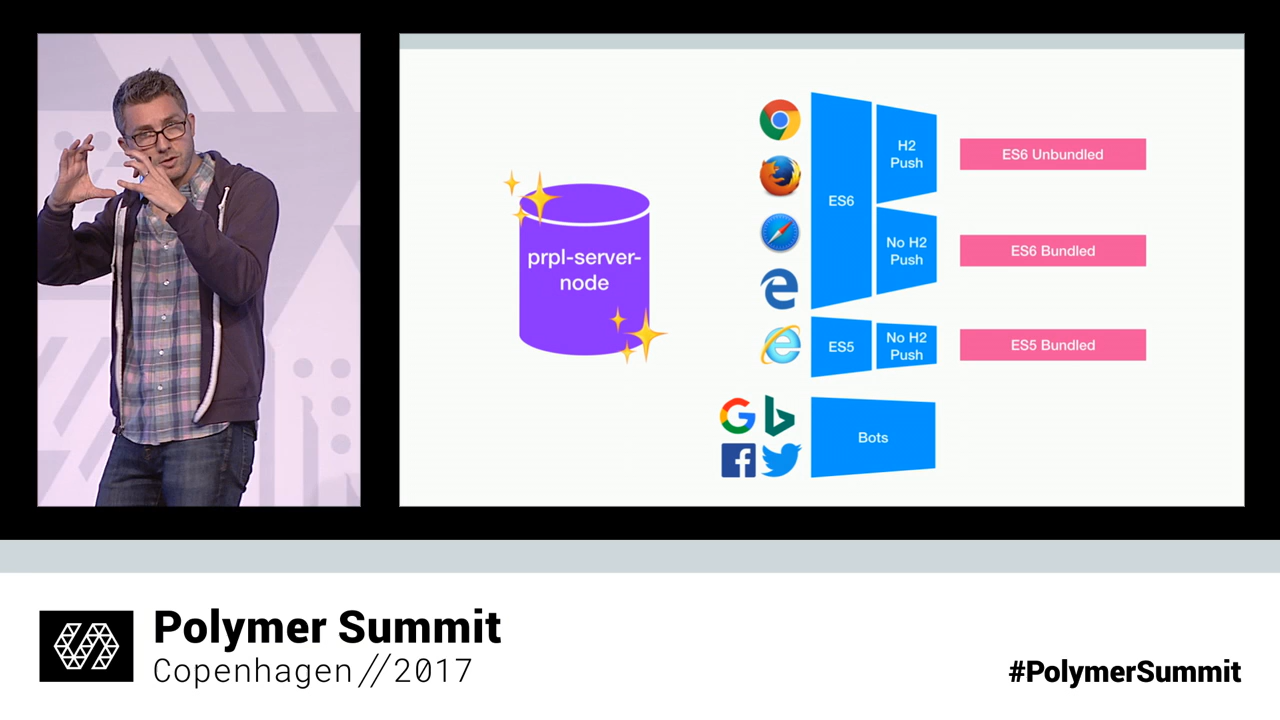 prpl-server-
node
ES6
H2
Push
No H2
Push
ES5
No H2
Push
Bots
ES6 Unbundled
ES6 Bundled
ES5 Bundled
Polymer Summit
Copenhagen//2017
#PolymerSummit